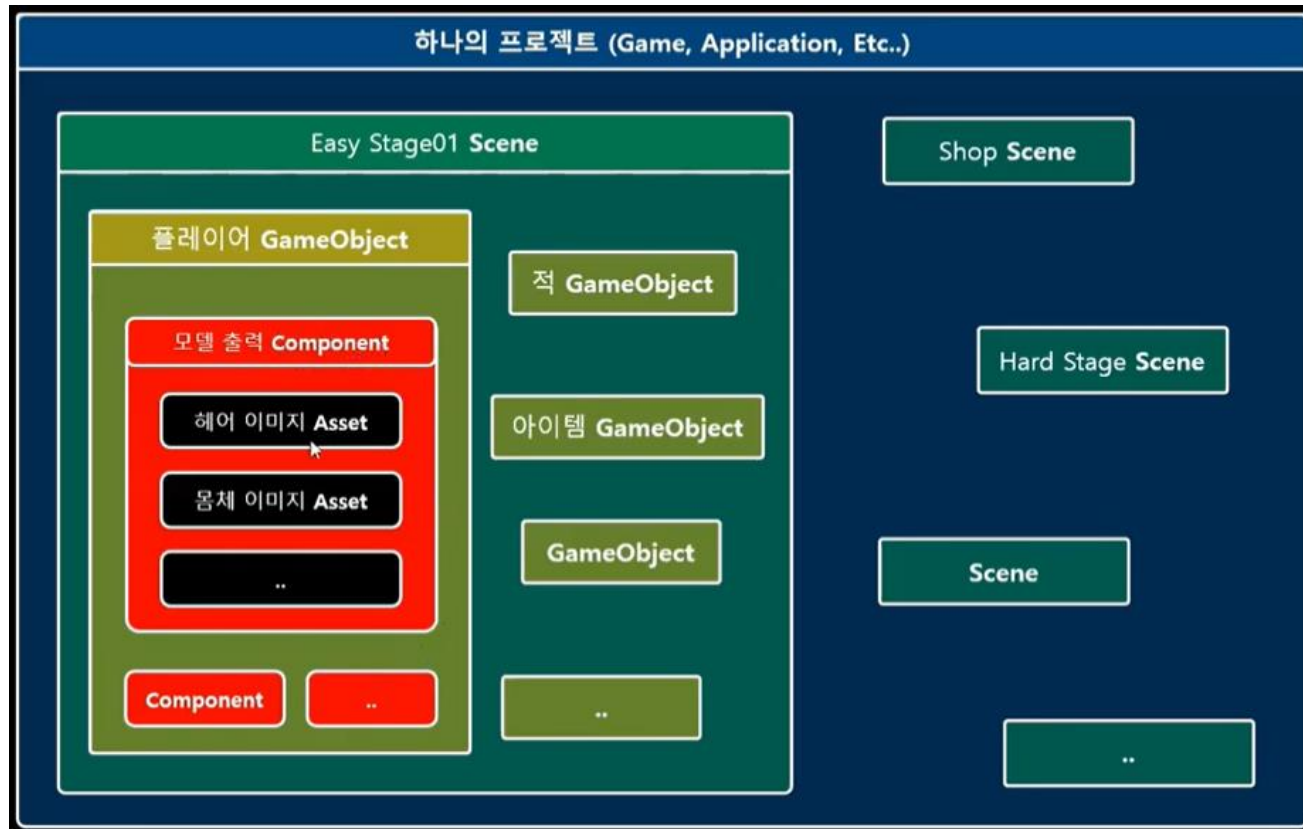 하나의 프로젝트 (Game, Application, Etc..)
Easy Stage01 Scene
플레이어 GameObject
모델 출력 Component
헤어 이미지 Asset
몸체 이미지 Asset
..
Component
..
적 GameObject
아이템 GameObject
GameObject
..
Shop Scene
Hard Stage Scene
Scene
..